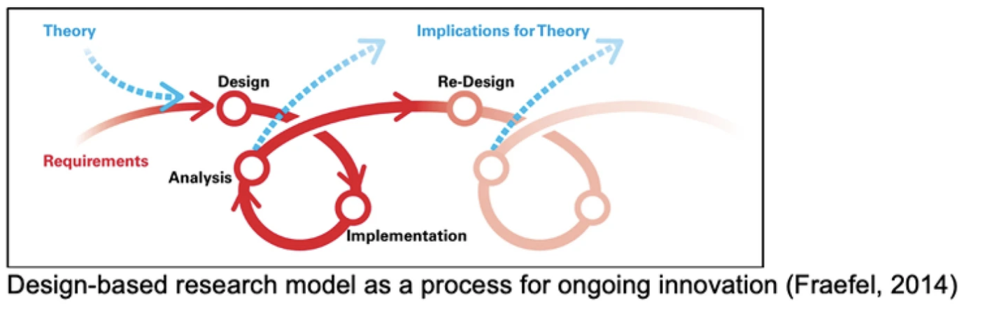 Theory
Implications for Theory
Design
Re-Design
Requirements
Analysis
Implementation
Design-based research model as a process for ongoing innovation (Fraefel, 2014)